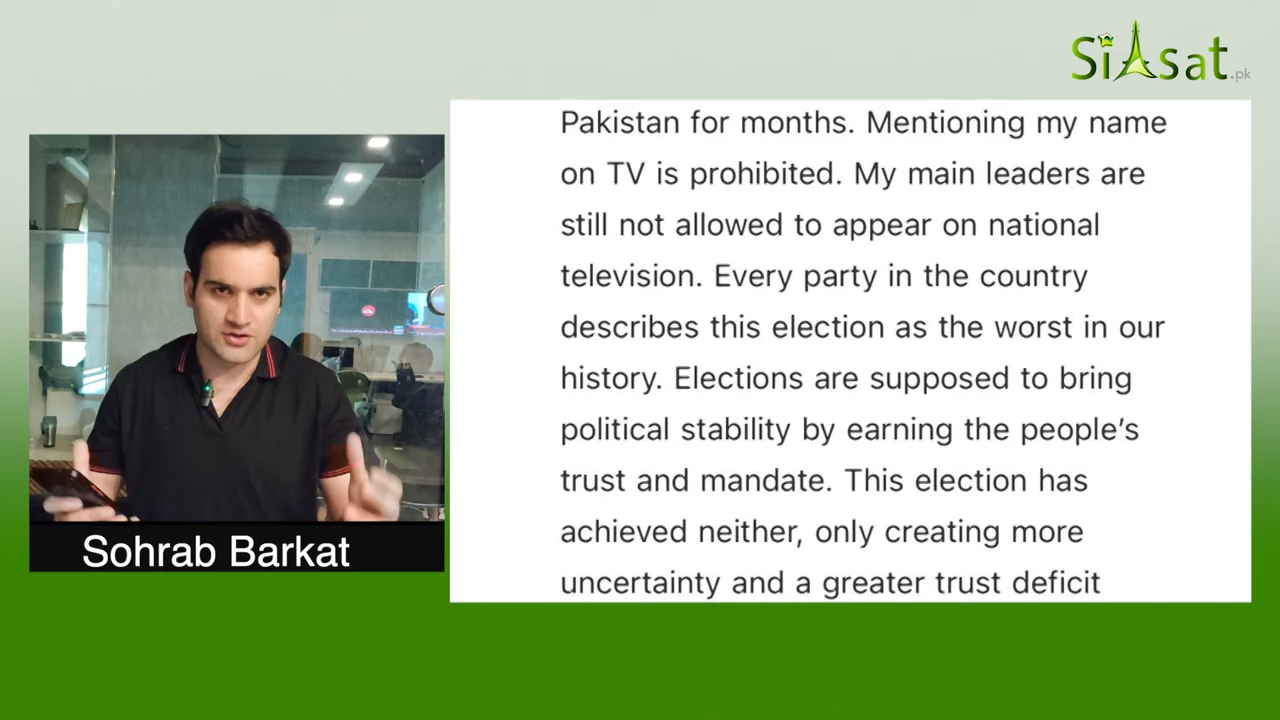 SiAsat.pk
Pakistan for months. Mentioning my name
on TV is prohibited. My main leaders are
still not allowed to appear on national
television. Every party in the country
describes this election as the worst in our
history. Elections are supposed to bring
political stability by earning the people’s
trust and mandate. This election has
achieved neither, only creating more
uncertainty and a greater trust deficit
Sohrab Barkat